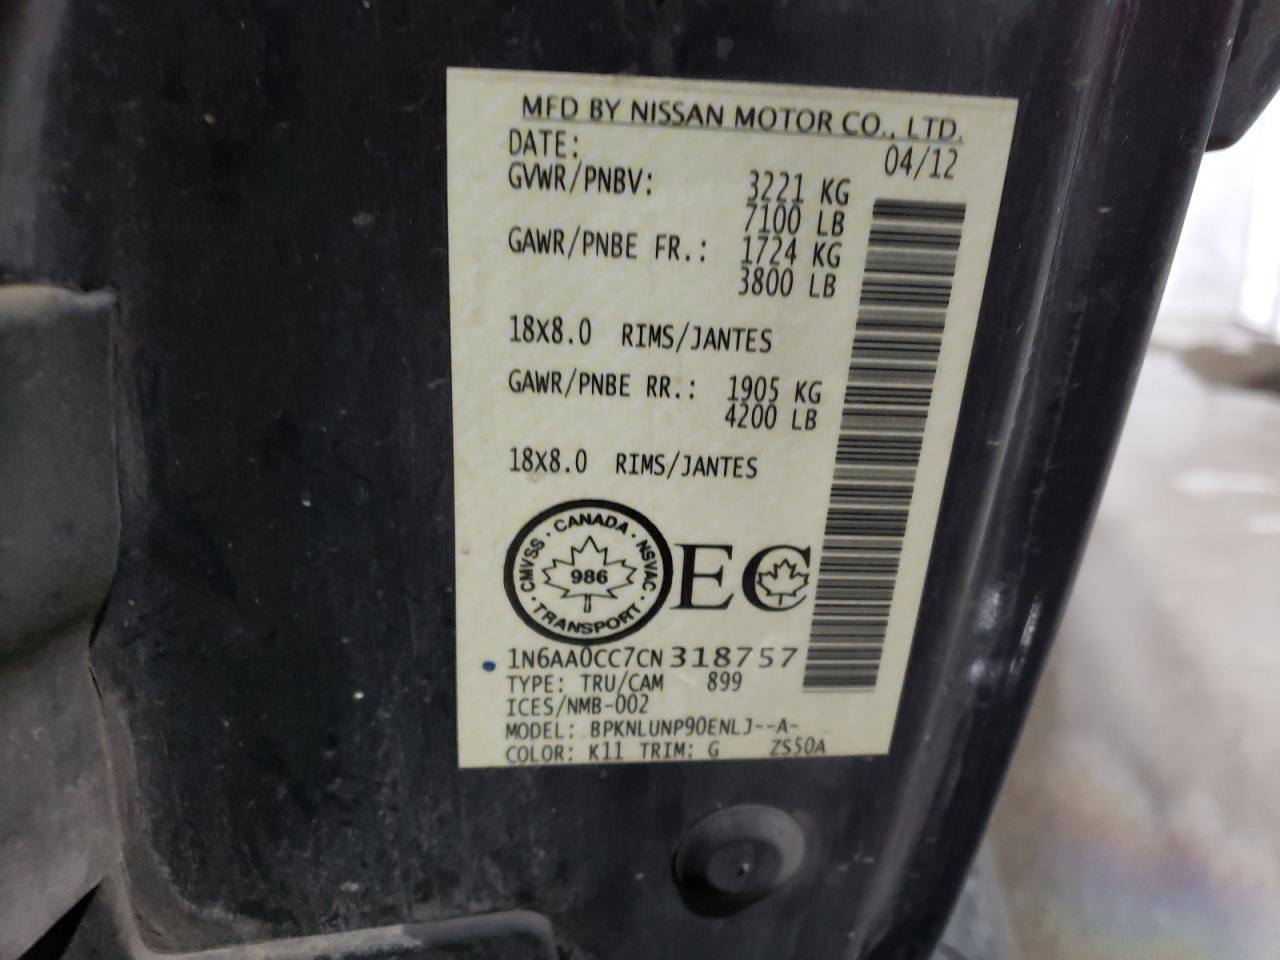 MFD BY NISSAN MOTOR CO., LTD.
DATE: 04/12
GVWR/PNBV: 3221 KG
7100 LB
GAWR/PNBE FR.: 1724 KG
3800 LB
18X8.0 RIMS/JANTES
GAWR/PNBE RR.: 1905 KG
4200 LB
18X8.0 RIMS/JANTES
CMVSS · CANADA · NSVAC · TRANSPORT ·
986
EC
1N6AA0CC7CN318757
TYPE: TRU/CAM 899
ICES/NMB-002
MODEL: BPKNLUNP90ENLJ--A-
COLOR: K11 TRIM: G ZS50A